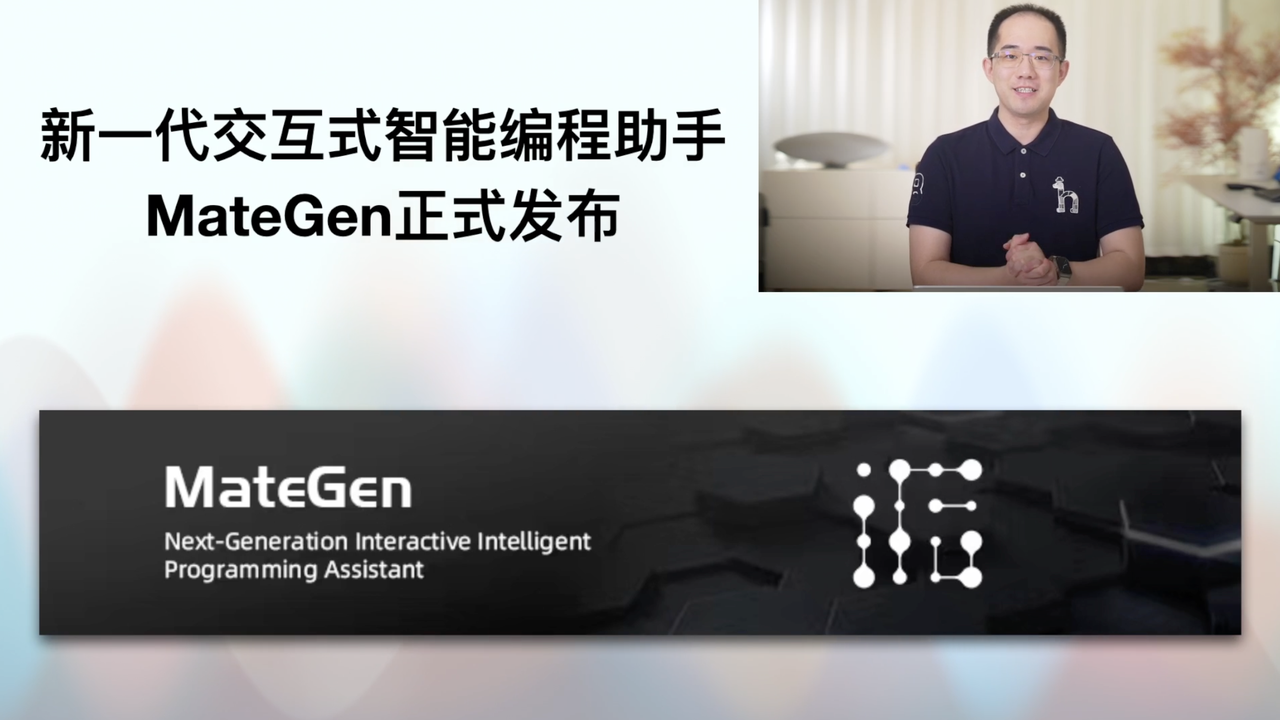 新一代交互式智能编程助手
MateGen正式发布
MateGen
Next-Generation Interactive Intelligent
Programming Assistant